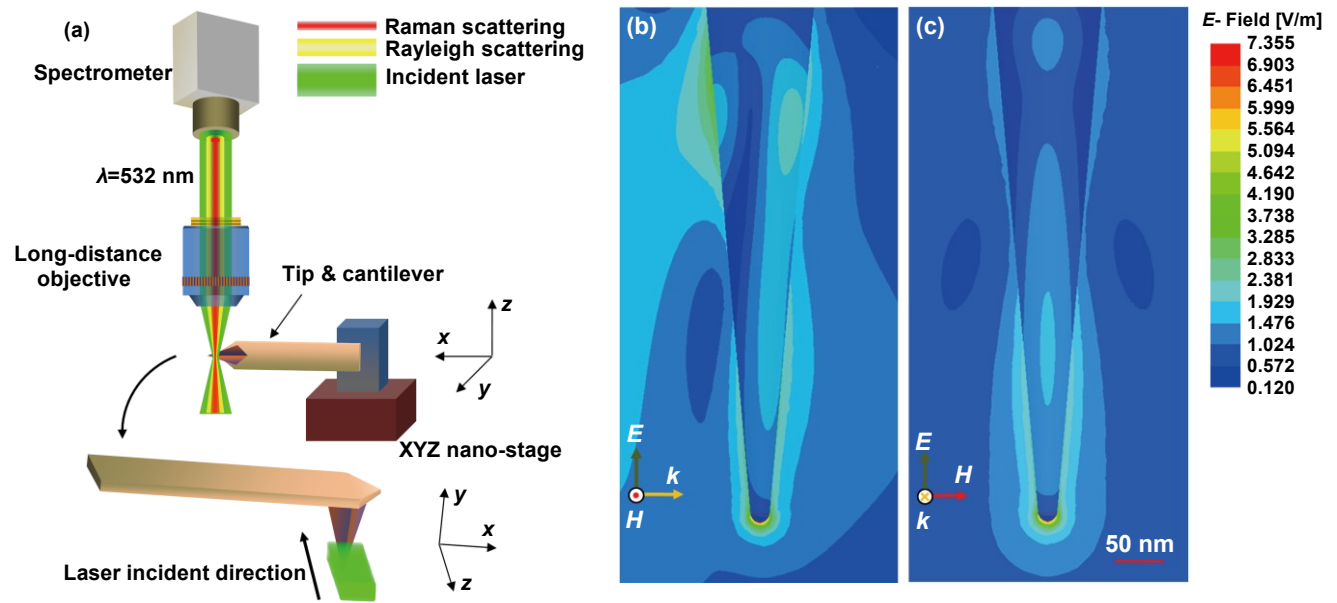 (a)
Raman scattering
Rayleigh scattering
Incident laser
Spectrometer
λ=532 nm
Long-distance
objective
Tip & cantilever
z
x
y
XYZ nano-stage
y
x
z
Laser incident direction
(b)
E
k
H
(c)
E
H
k
50 nm
E- Field [V/m]
7.355
6.903
6.451
5.999
5.564
5.094
4.642
4.190
3.738
3.285
2.833
2.381
1.929
1.476
1.024
0.572
0.120